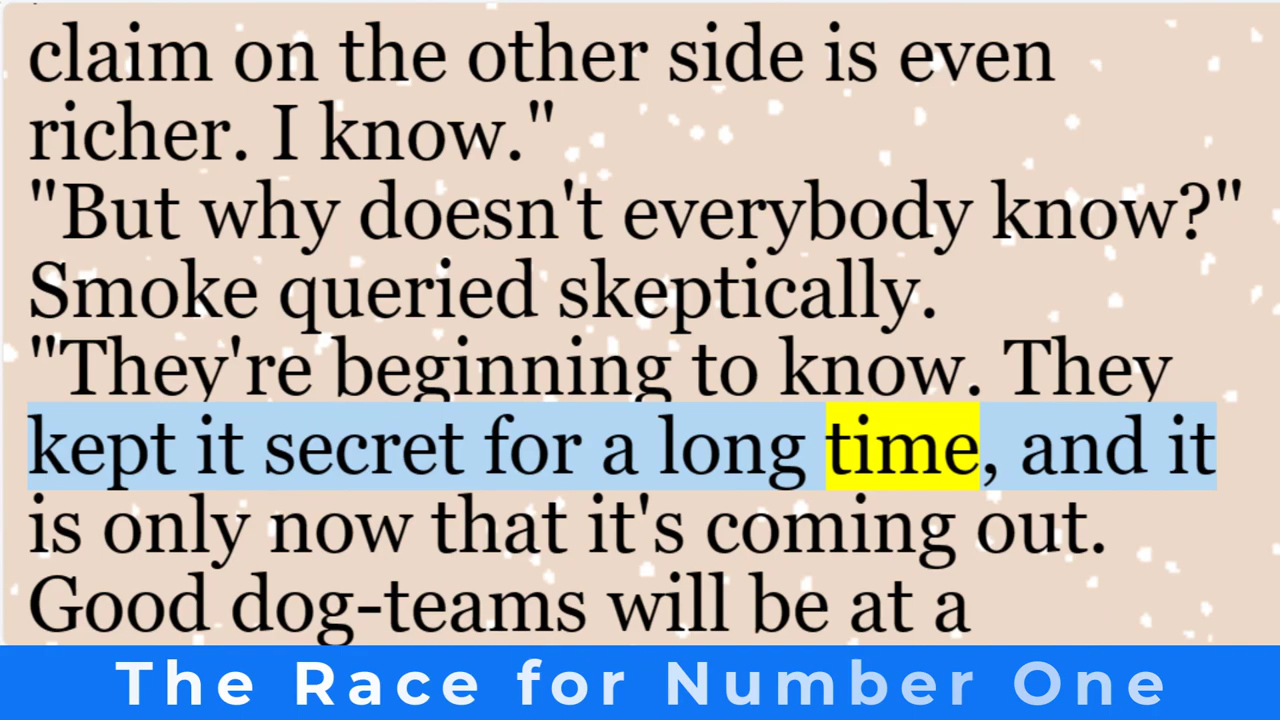 claim on the other side is even
richer. I know."
"But why doesn't everybody know?"
Smoke queried skeptically.
"They're beginning to know. They
kept it secret for a long time, and it
is only now that it's coming out.
Good dog-teams will be at a
The Race for Number One